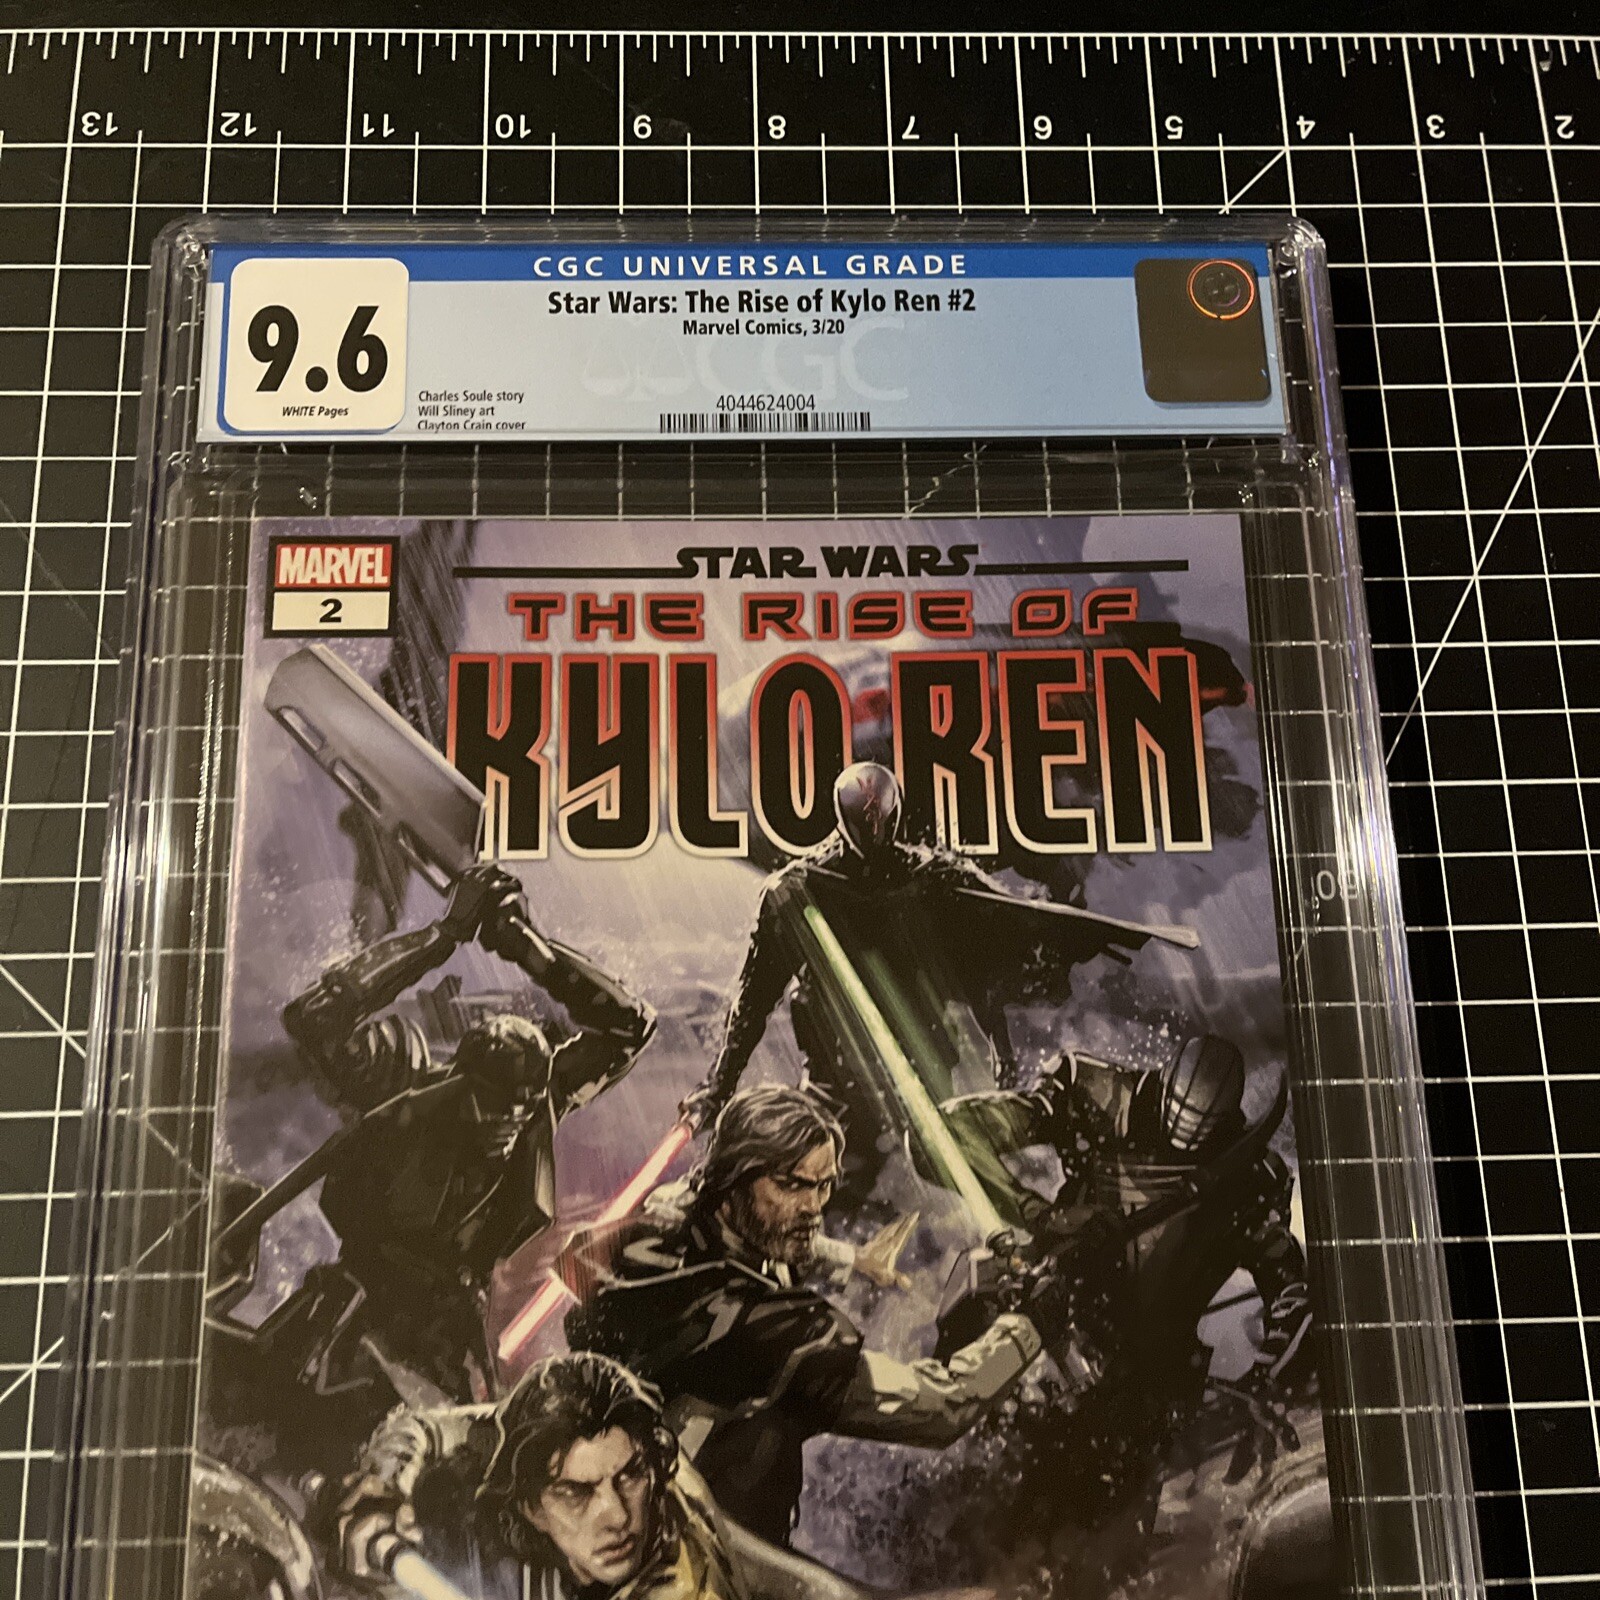 13 12 11 10 9 8 7 6 5 4 3 2
CGC UNIVERSAL GRADE
9.6
WHITE Pages
Star Wars: The Rise of Kylo Ren #2
Marvel Comics, 3/20
CGC
Charles Soule story
Will Sliney art
Clayton Crain cover
4044624004
MARVEL
2
STAR WARS
THE RISE OF
KYLO REN
60°